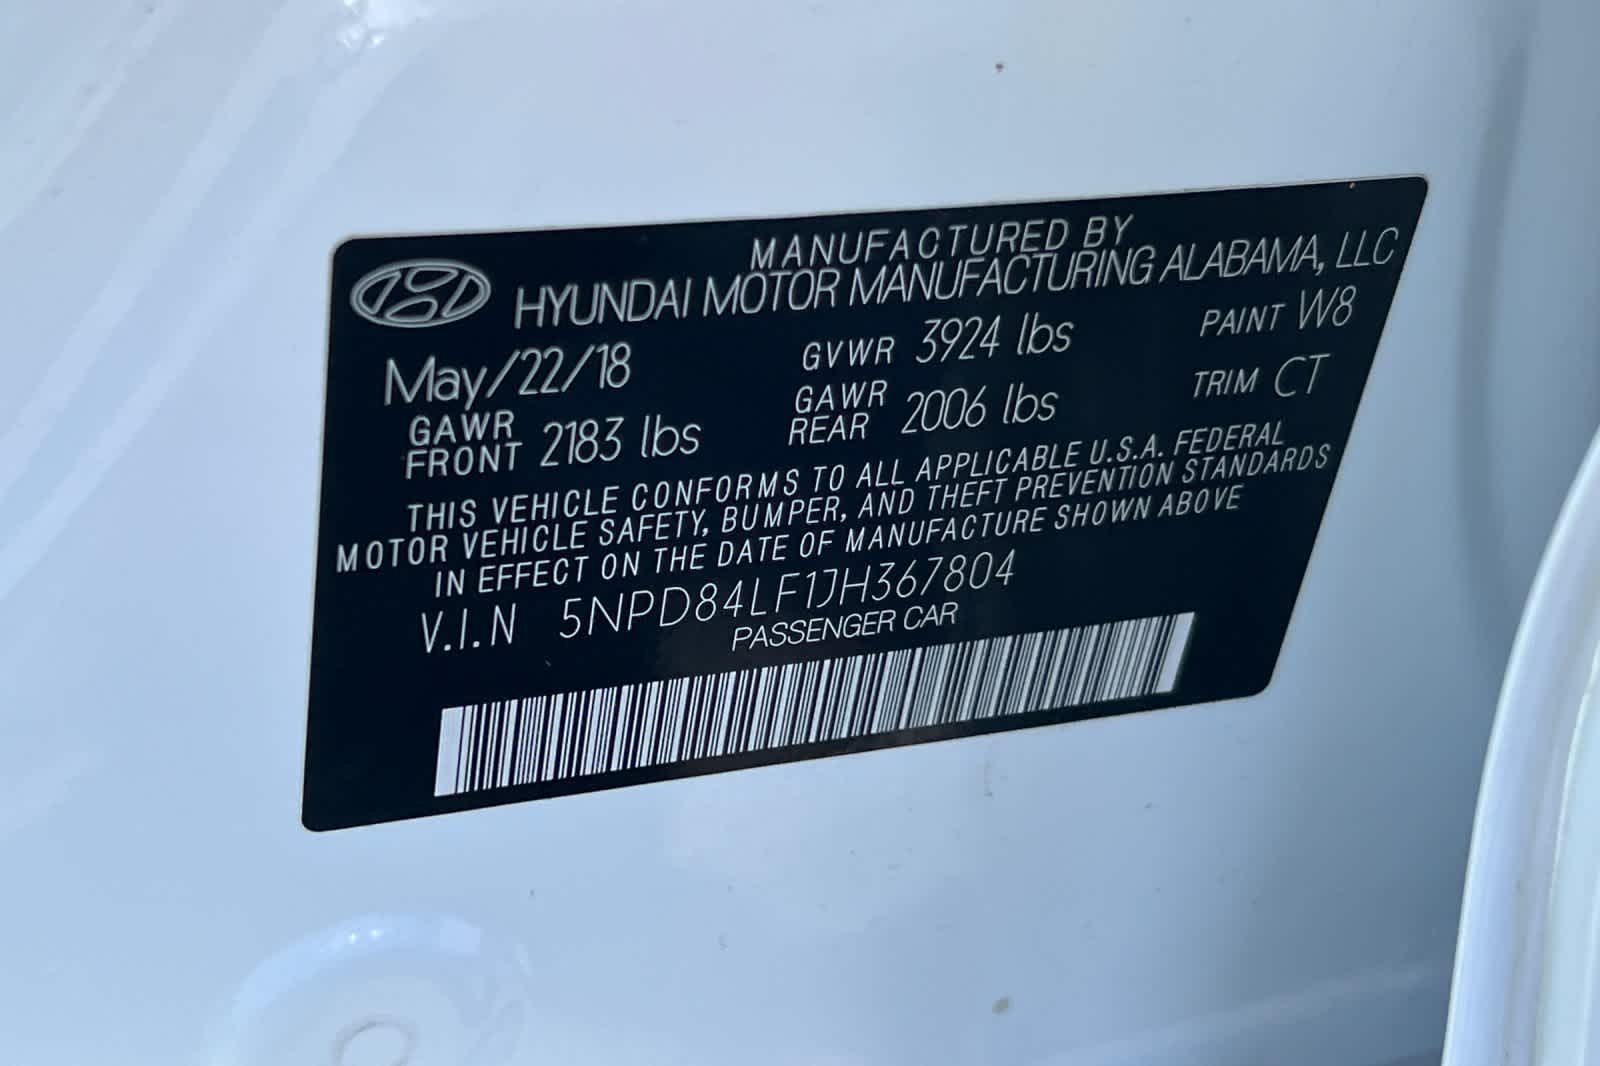 MANUFACTURED BY
HYUNDAI MOTOR MANUFACTURING ALABAMA, LLC
May/22/18 GVWR 3924 lbs PAINT W8
GAWR FRONT 2183 lbs GAWR REAR 2006 lbs TRIM CT
THIS VEHICLE CONFORMS TO ALL APPLICABLE U.S.A. FEDERAL
MOTOR VEHICLE SAFETY, BUMPER, AND THEFT PREVENTION STANDARDS
IN EFFECT ON THE DATE OF MANUFACTURE SHOWN ABOVE
V.I.N 5NPD84LF1JH367804
PASSENGER CAR